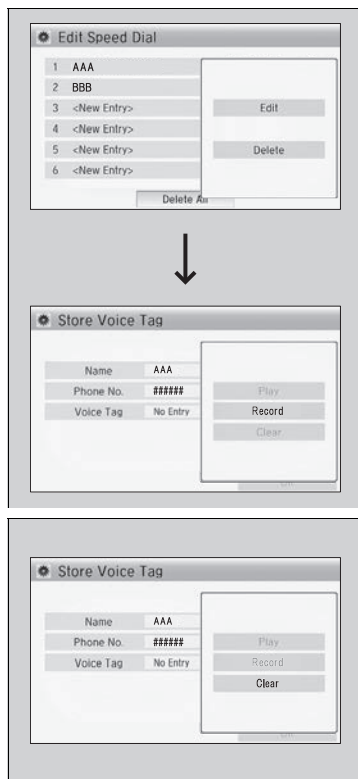 Edit Speed Dial
1 AAA
2 BBB
3 <New Entry>
4 <New Entry>
5 <New Entry>
6 <New Entry>
Edit
Delete
Delete All
Store Voice Tag
Name AAA
Phone No. ######
Voice Tag No Entry
Play
Record
Clear
Store Voice Tag
Name AAA
Phone No. ######
Voice Tag No Entry
Play
Record
Clear